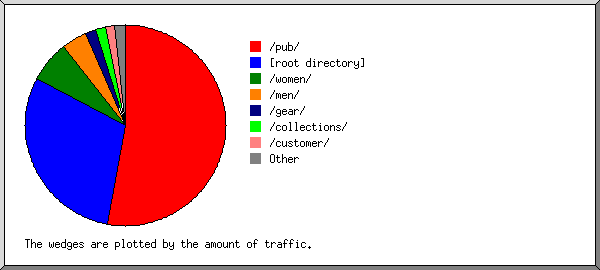 /pub/
[root directory]
/women/
/men/
/gear/
/collections/
/customer/
Other
The wedges are plotted by the amount of traffic.